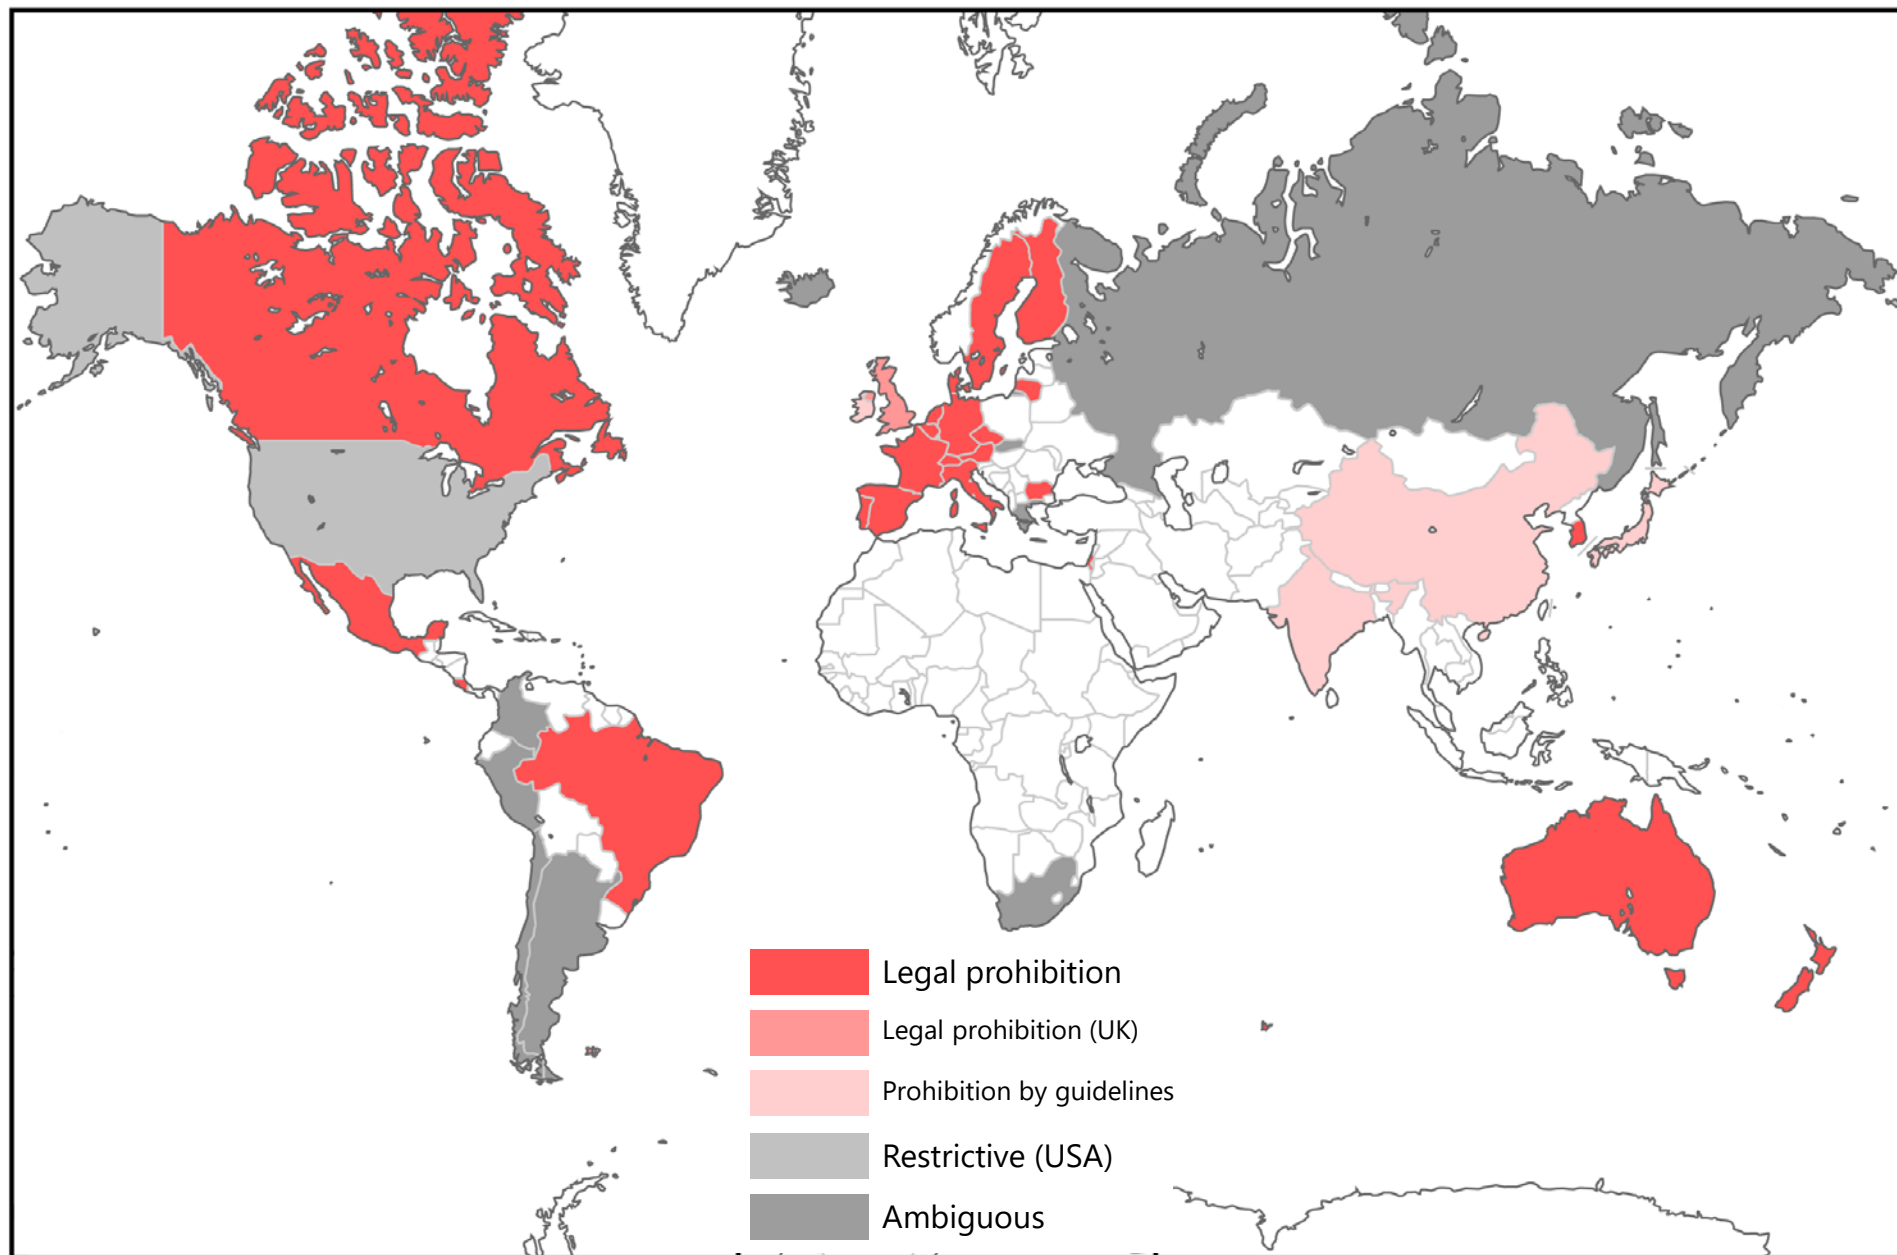 Legal prohibition
Legal prohibition (UK)
Prohibition by guidelines
Restrictive (USA)
Ambiguous